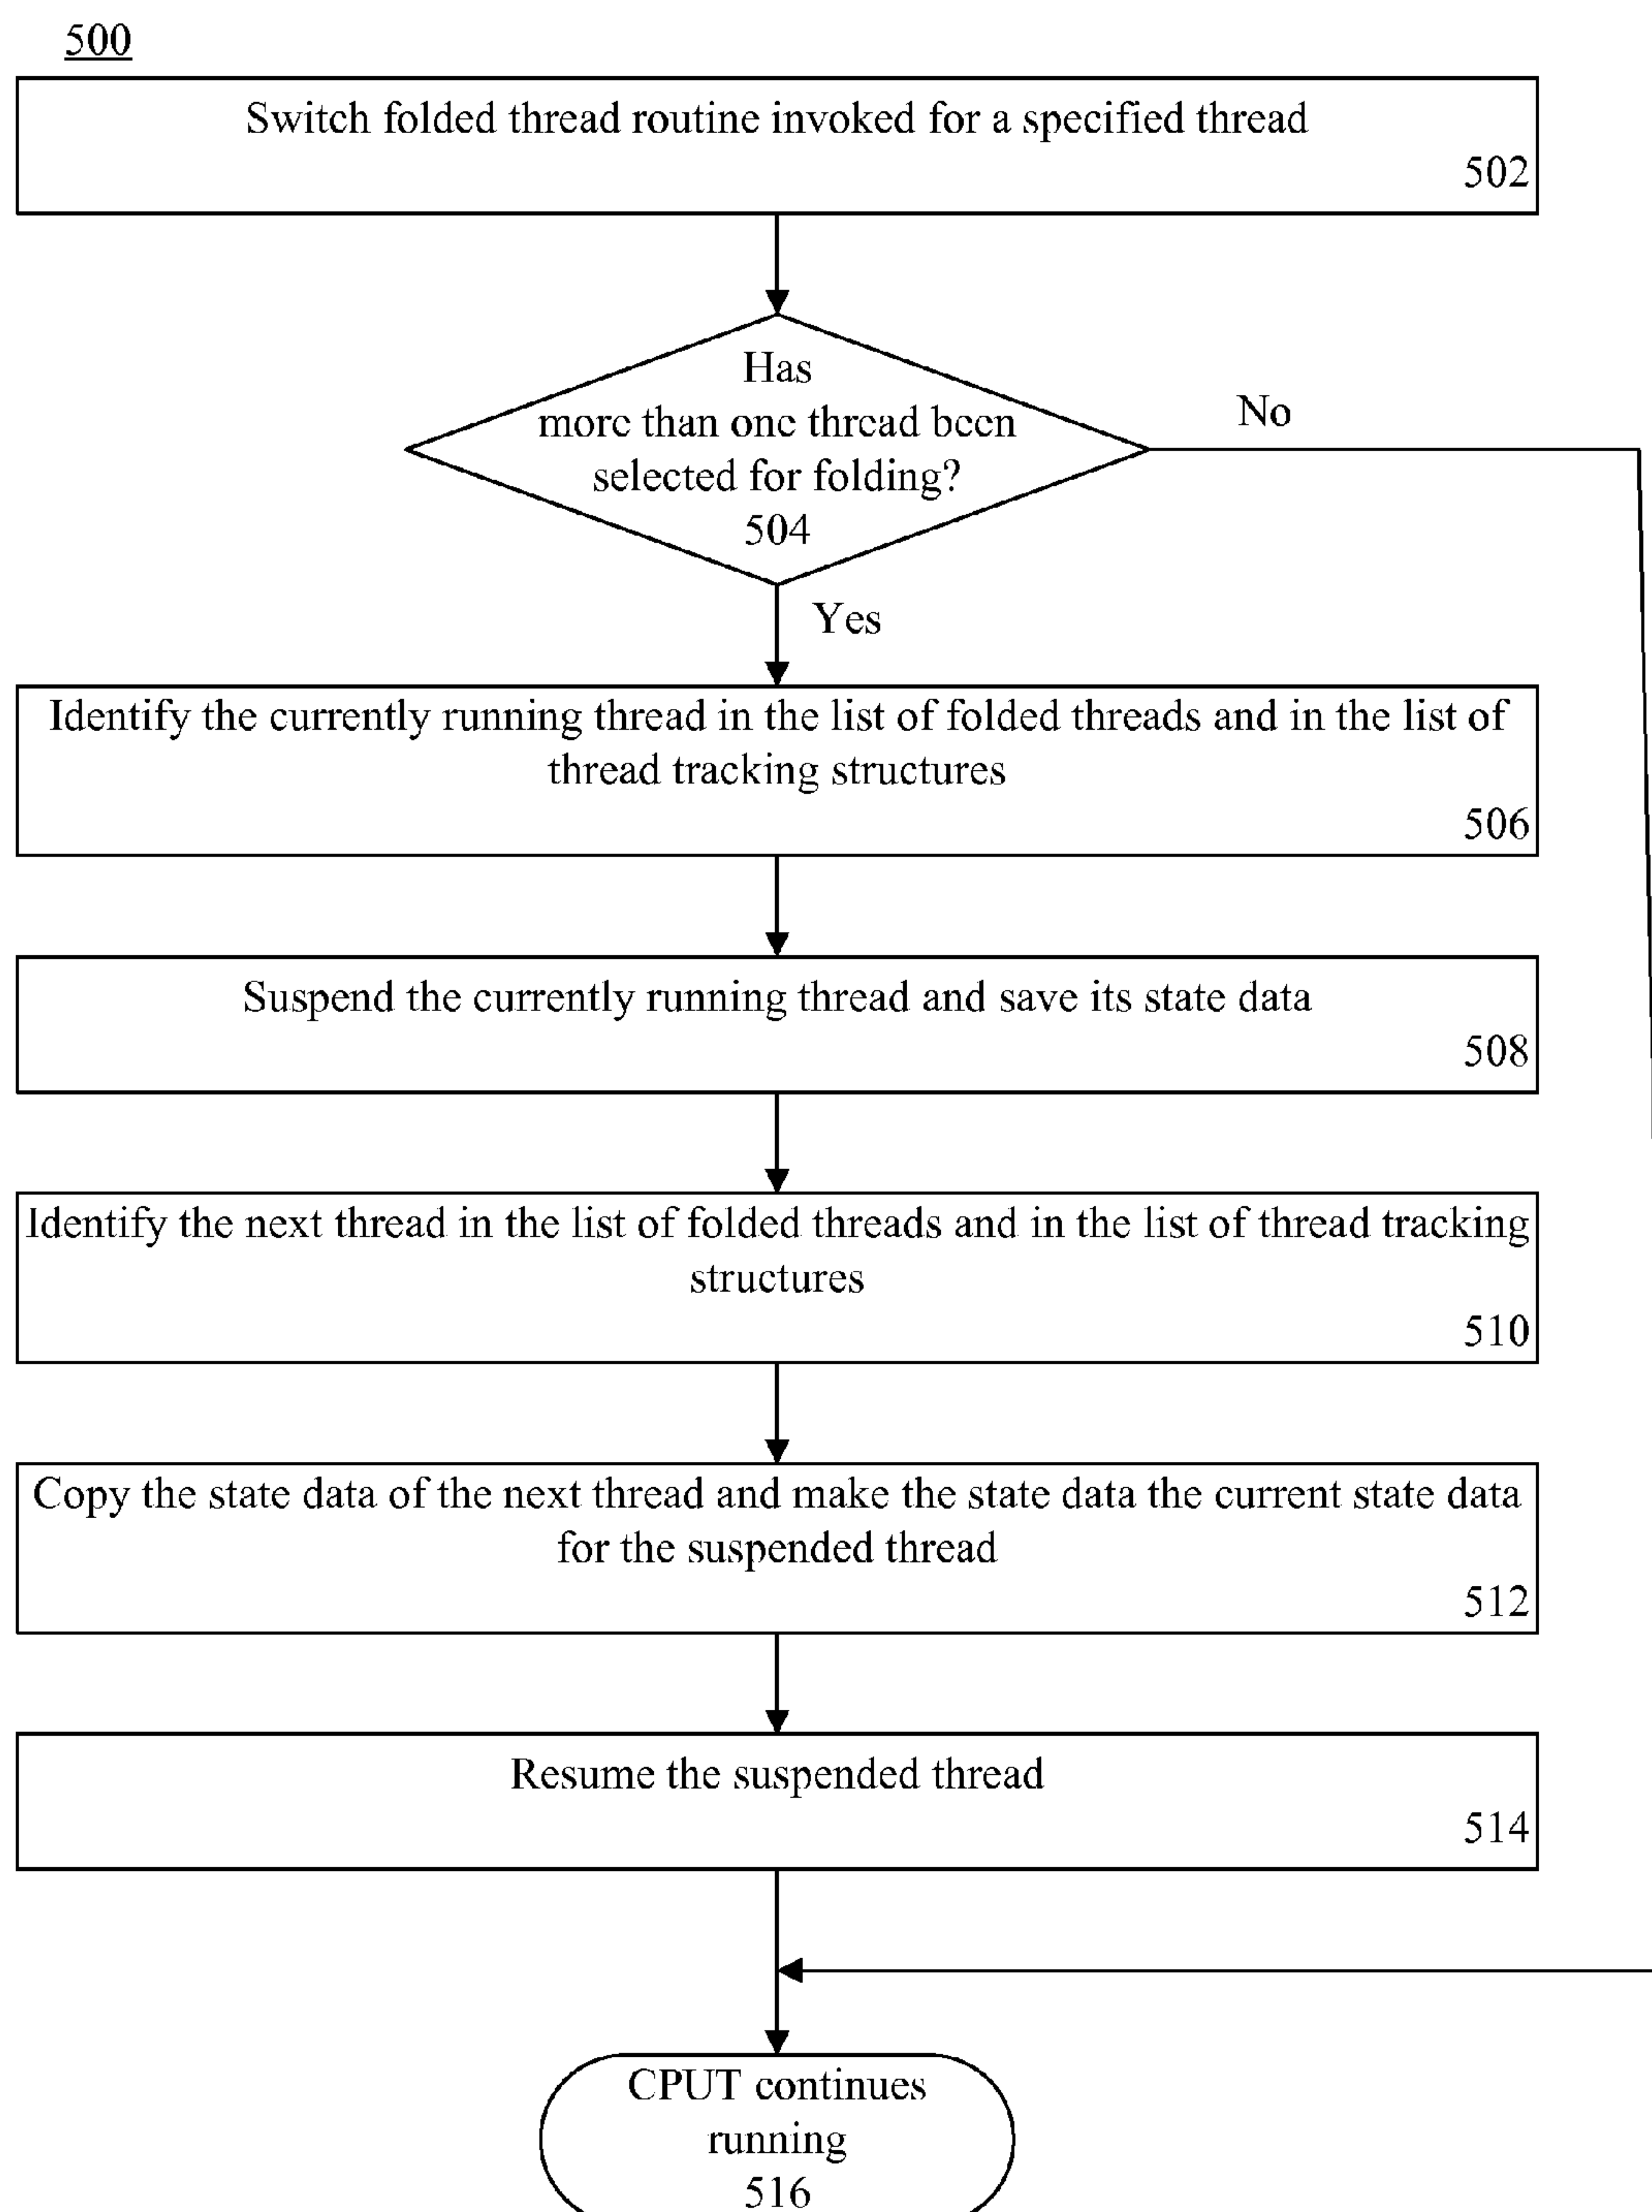 500
Switch folded thread routine invoked for a specified thread
502
Has
more than one thread been
selected for folding?
504
No
Yes
Identify the currently running thread in the list of folded threads and in the list of
thread tracking structures
506
Suspend the currently running thread and save its state data
508
Identify the next thread in the list of folded threads and in the list of thread tracking
structures
510
Copy the state data of the next thread and make the state data the current state data
for the suspended thread
512
Resume the suspended thread
514
CPUT continues
running
516